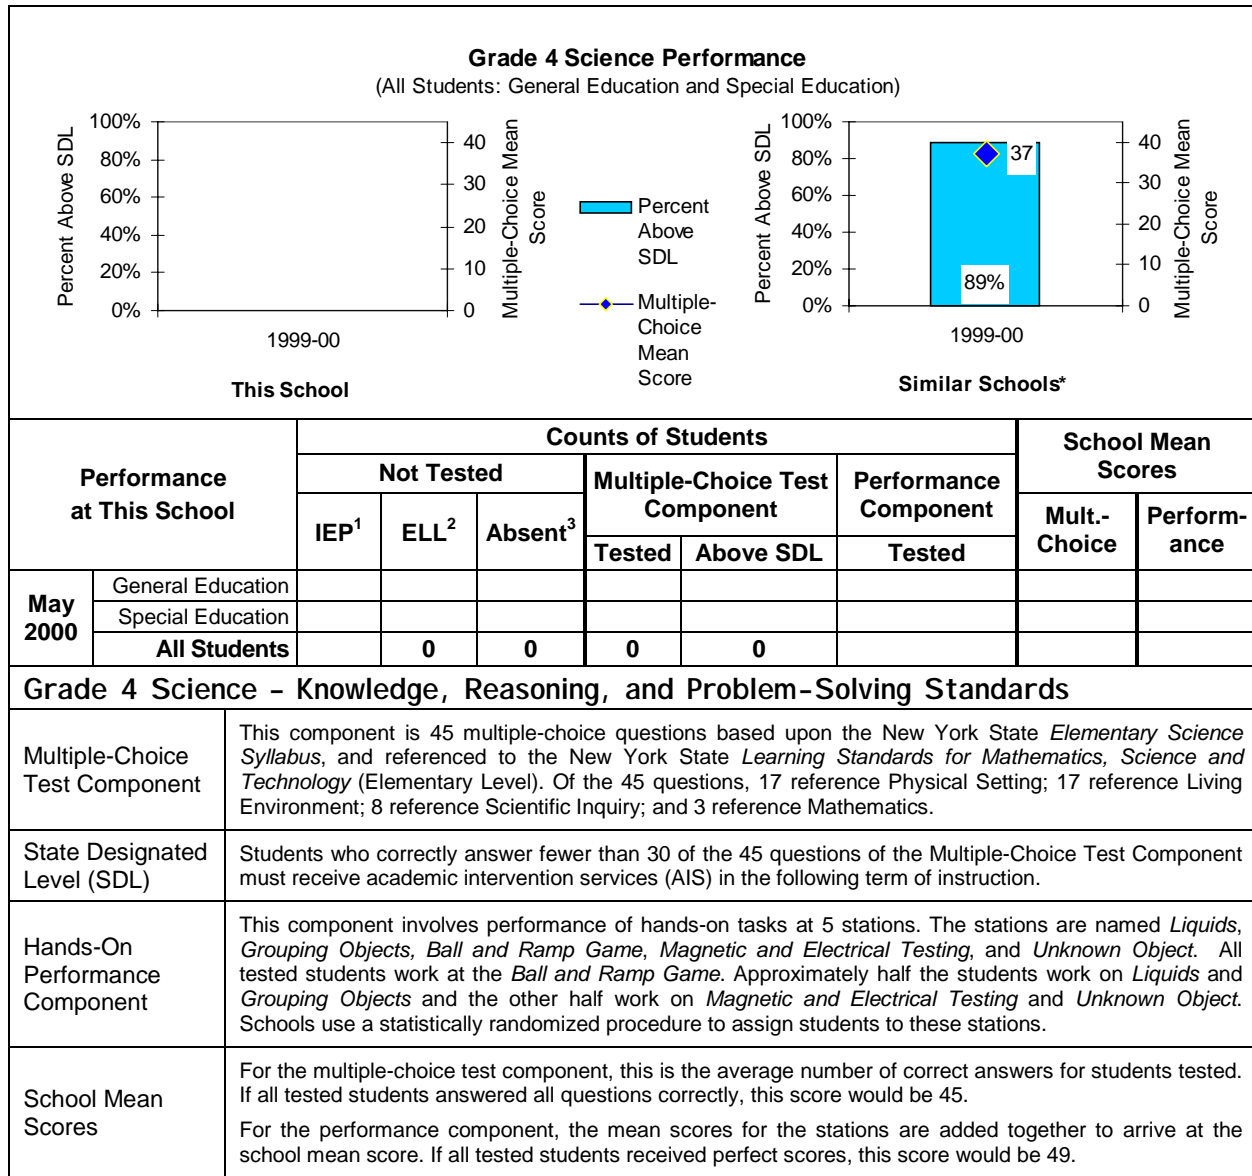 Grade 4 Science Performance
(All Students: General Education and Special Education)
Percent Above SDL
100%
80%
60%
40%
20%
0%
40
30
20
10
0
Multiple-Choice Mean
Score
1999-00
This School
Percent
Above
SDL
Multiple-
Choice
Mean
Score
Percent Above SDL
100%
80%
60%
40%
20%
0%
37
89%
40
30
20
10
0
Multiple-Choice Mean
Score
1999-00
Similar Schools*
Performance
at This School
Counts of Students
School Mean
Scores
Not Tested
Multiple-Choice Test
Component
Performance
Component
IEP1
ELL2
Absent3
Tested
Above SDL
Tested
Mult.-
Choice
Perform-
ance
May
2000
General Education
Special Education
All Students 0 0 0 0
Grade 4 Science – Knowledge, Reasoning, and Problem-Solving Standards
Multiple-Choice
Test Component
This component is 45 multiple-choice questions based upon the New York State Elementary Science
Syllabus, and referenced to the New York State Learning Standards for Mathematics, Science and
Technology (Elementary Level). Of the 45 questions, 17 reference Physical Setting; 17 reference Living
Environment; 8 reference Scientific Inquiry; and 3 reference Mathematics.
State Designated
Level (SDL)
Students who correctly answer fewer than 30 of the 45 questions of the Multiple-Choice Test Component
must receive academic intervention services (AIS) in the following term of instruction.
Hands-On
Performance
Component
This component involves performance of hands-on tasks at 5 stations. The stations are named Liquids,
Grouping Objects, Ball and Ramp Game, Magnetic and Electrical Testing, and Unknown Object. All
tested students work at the Ball and Ramp Game. Approximately half the students work on Liquids and
Grouping Objects and the other half work on Magnetic and Electrical Testing and Unknown Object.
Schools use a statistically randomized procedure to assign students to these stations.
School Mean
Scores
For the multiple-choice test component, this is the average number of correct answers for students tested.
If all tested students answered all questions correctly, this score would be 45.
For the performance component, the mean scores for the stations are added together to arrive at the
school mean score. If all tested students received perfect scores, this score would be 49.